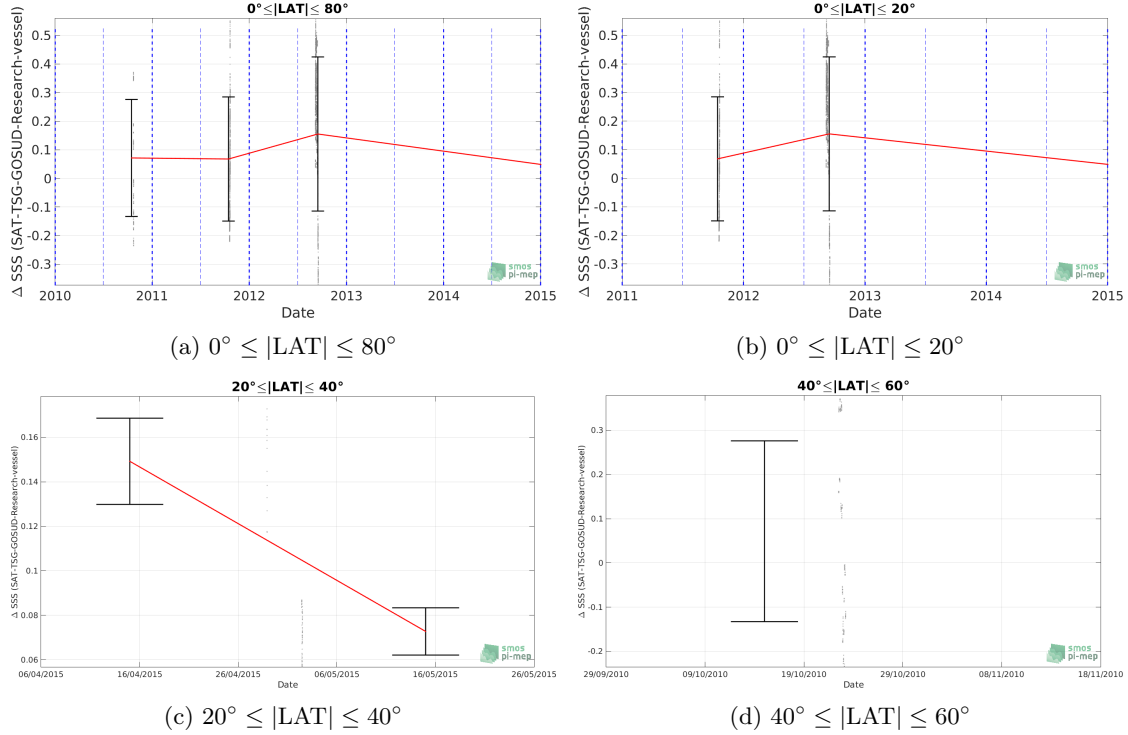 0°≤|LAT|≤ 80°
Δ SSS (SAT-TSG-GOSUD-Research-vessel)
0.5
0.4
0.3
0.2
0.1
0
-0.1
-0.2
-0.3
smos
pi-mep
2010 2011 2012 2013 2014 2015
Date
(a) 0° ≤ |LAT| ≤ 80°
0°≤|LAT|≤ 20°
Δ SSS (SAT-TSG-GOSUD-Research-vessel)
0.5
0.4
0.3
0.2
0.1
0
-0.1
-0.2
-0.3
smos
pi-mep
2011 2012 2013 2014 2015
Date
(b) 0° ≤ |LAT| ≤ 20°
20°≤|LAT|≤ 40°
Δ SSS (SAT-TSG-GOSUD-Research-vessel)
0.16
0.14
0.12
0.1
0.08
0.06
smos
pi-mep
06/04/2015 16/04/2015 26/04/2015 06/05/2015 16/05/2015 26/05/2015
Date
(c) 20° ≤ |LAT| ≤ 40°
40°≤|LAT|≤ 60°
Δ SSS (SAT-TSG-GOSUD-Research-vessel)
0.3
0.2
0.1
0
-0.1
-0.2
smos
pi-mep
29/09/2010 09/10/2010 19/10/2010 29/10/2010 08/11/2010 18/11/2010
Date
(d) 40° ≤ |LAT| ≤ 60°